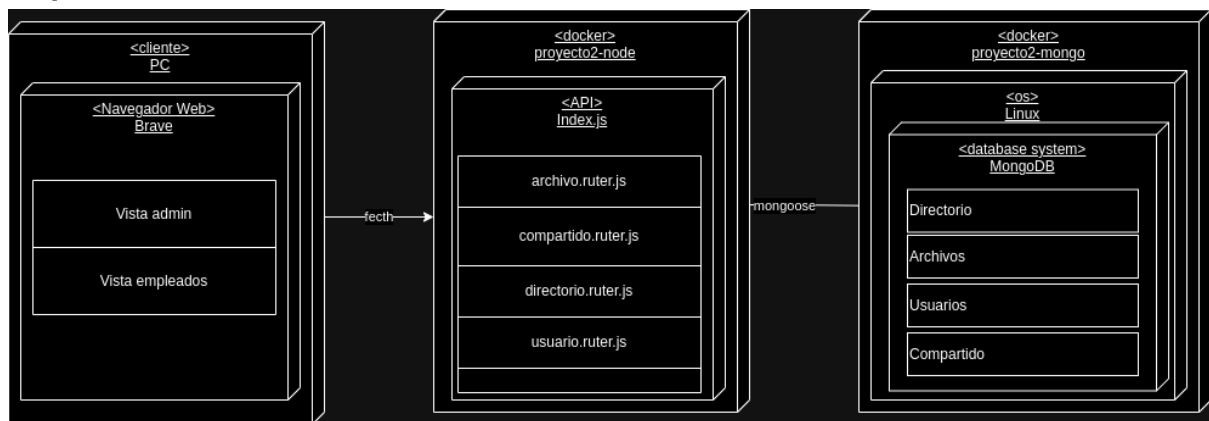 <cliente>
PC
<Navegador Web>
Brave
Vista admin
Vista empleados
fecth
<docker>
proyecto2-node
<API>
Index.js
archivo.ruter.js
compartido.ruter.js
directorio.ruter.js
usuario.ruter.js
mongoose
<docker>
proyecto2-mongo
<os>
Linux
<database system>
MongoDB
Directorio
Archivos
Usuarios
Compartido